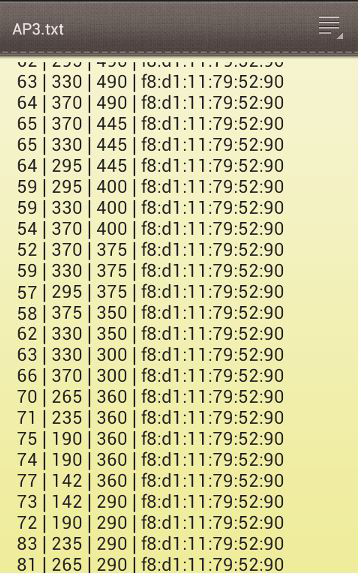 AP3.txt
62 | 295 | 490 | f8:d1:11:79:52:90
63 | 330 | 490 | f8:d1:11:79:52:90
64 | 370 | 490 | f8:d1:11:79:52:90
65 | 370 | 445 | f8:d1:11:79:52:90
65 | 330 | 445 | f8:d1:11:79:52:90
64 | 295 | 445 | f8:d1:11:79:52:90
59 | 295 | 400 | f8:d1:11:79:52:90
59 | 330 | 400 | f8:d1:11:79:52:90
54 | 370 | 400 | f8:d1:11:79:52:90
52 | 370 | 375 | f8:d1:11:79:52:90
59 | 330 | 375 | f8:d1:11:79:52:90
57 | 295 | 375 | f8:d1:11:79:52:90
58 | 375 | 350 | f8:d1:11:79:52:90
62 | 330 | 350 | f8:d1:11:79:52:90
63 | 330 | 300 | f8:d1:11:79:52:90
66 | 370 | 300 | f8:d1:11:79:52:90
70 | 265 | 360 | f8:d1:11:79:52:90
71 | 235 | 360 | f8:d1:11:79:52:90
75 | 190 | 360 | f8:d1:11:79:52:90
74 | 190 | 360 | f8:d1:11:79:52:90
77 | 142 | 360 | f8:d1:11:79:52:90
73 | 142 | 290 | f8:d1:11:79:52:90
72 | 190 | 290 | f8:d1:11:79:52:90
83 | 235 | 290 | f8:d1:11:79:52:90
81 | 265 | 290 | f8:d1:11:79:52:90